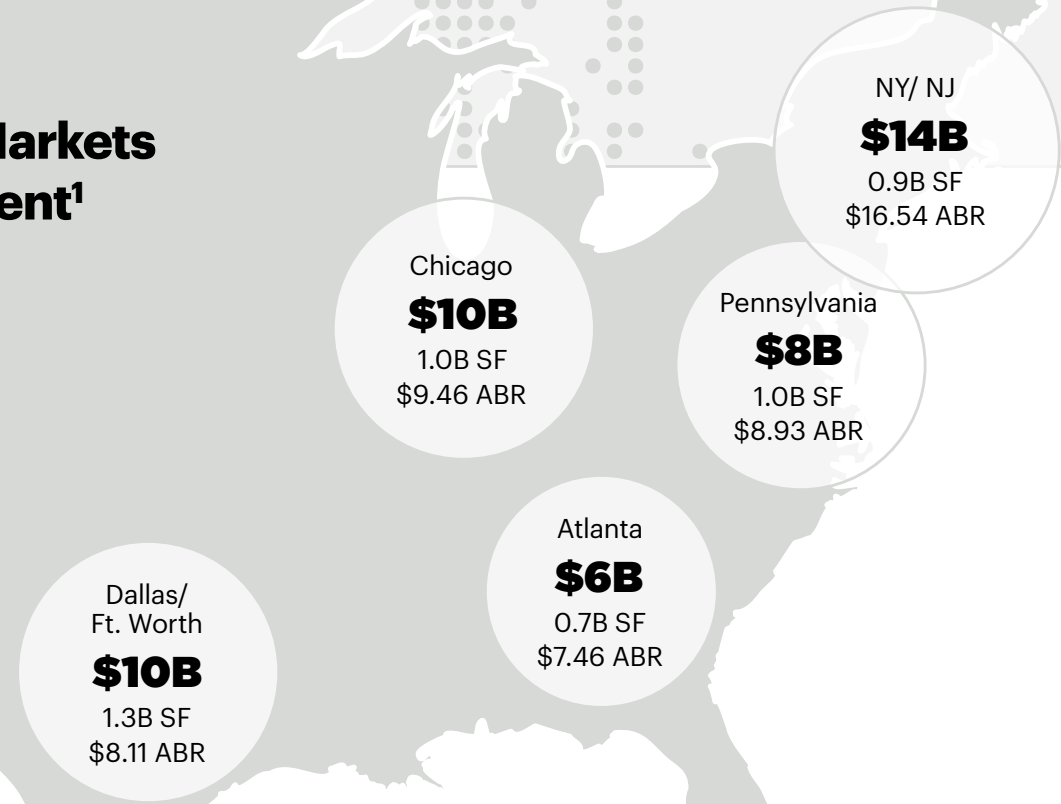 NY/ NJ
$14B
0.9B SF
$16.54 ABR
Chicago
$10B
1.0B SF
$9.46 ABR
Pennsylvania
$8B
1.0B SF
$8.93 ABR
Atlanta
$6B
0.7B SF
$7.46 ABR
Dallas/
Ft. Worth
$10B
1.3B SF
$8.11 ABR